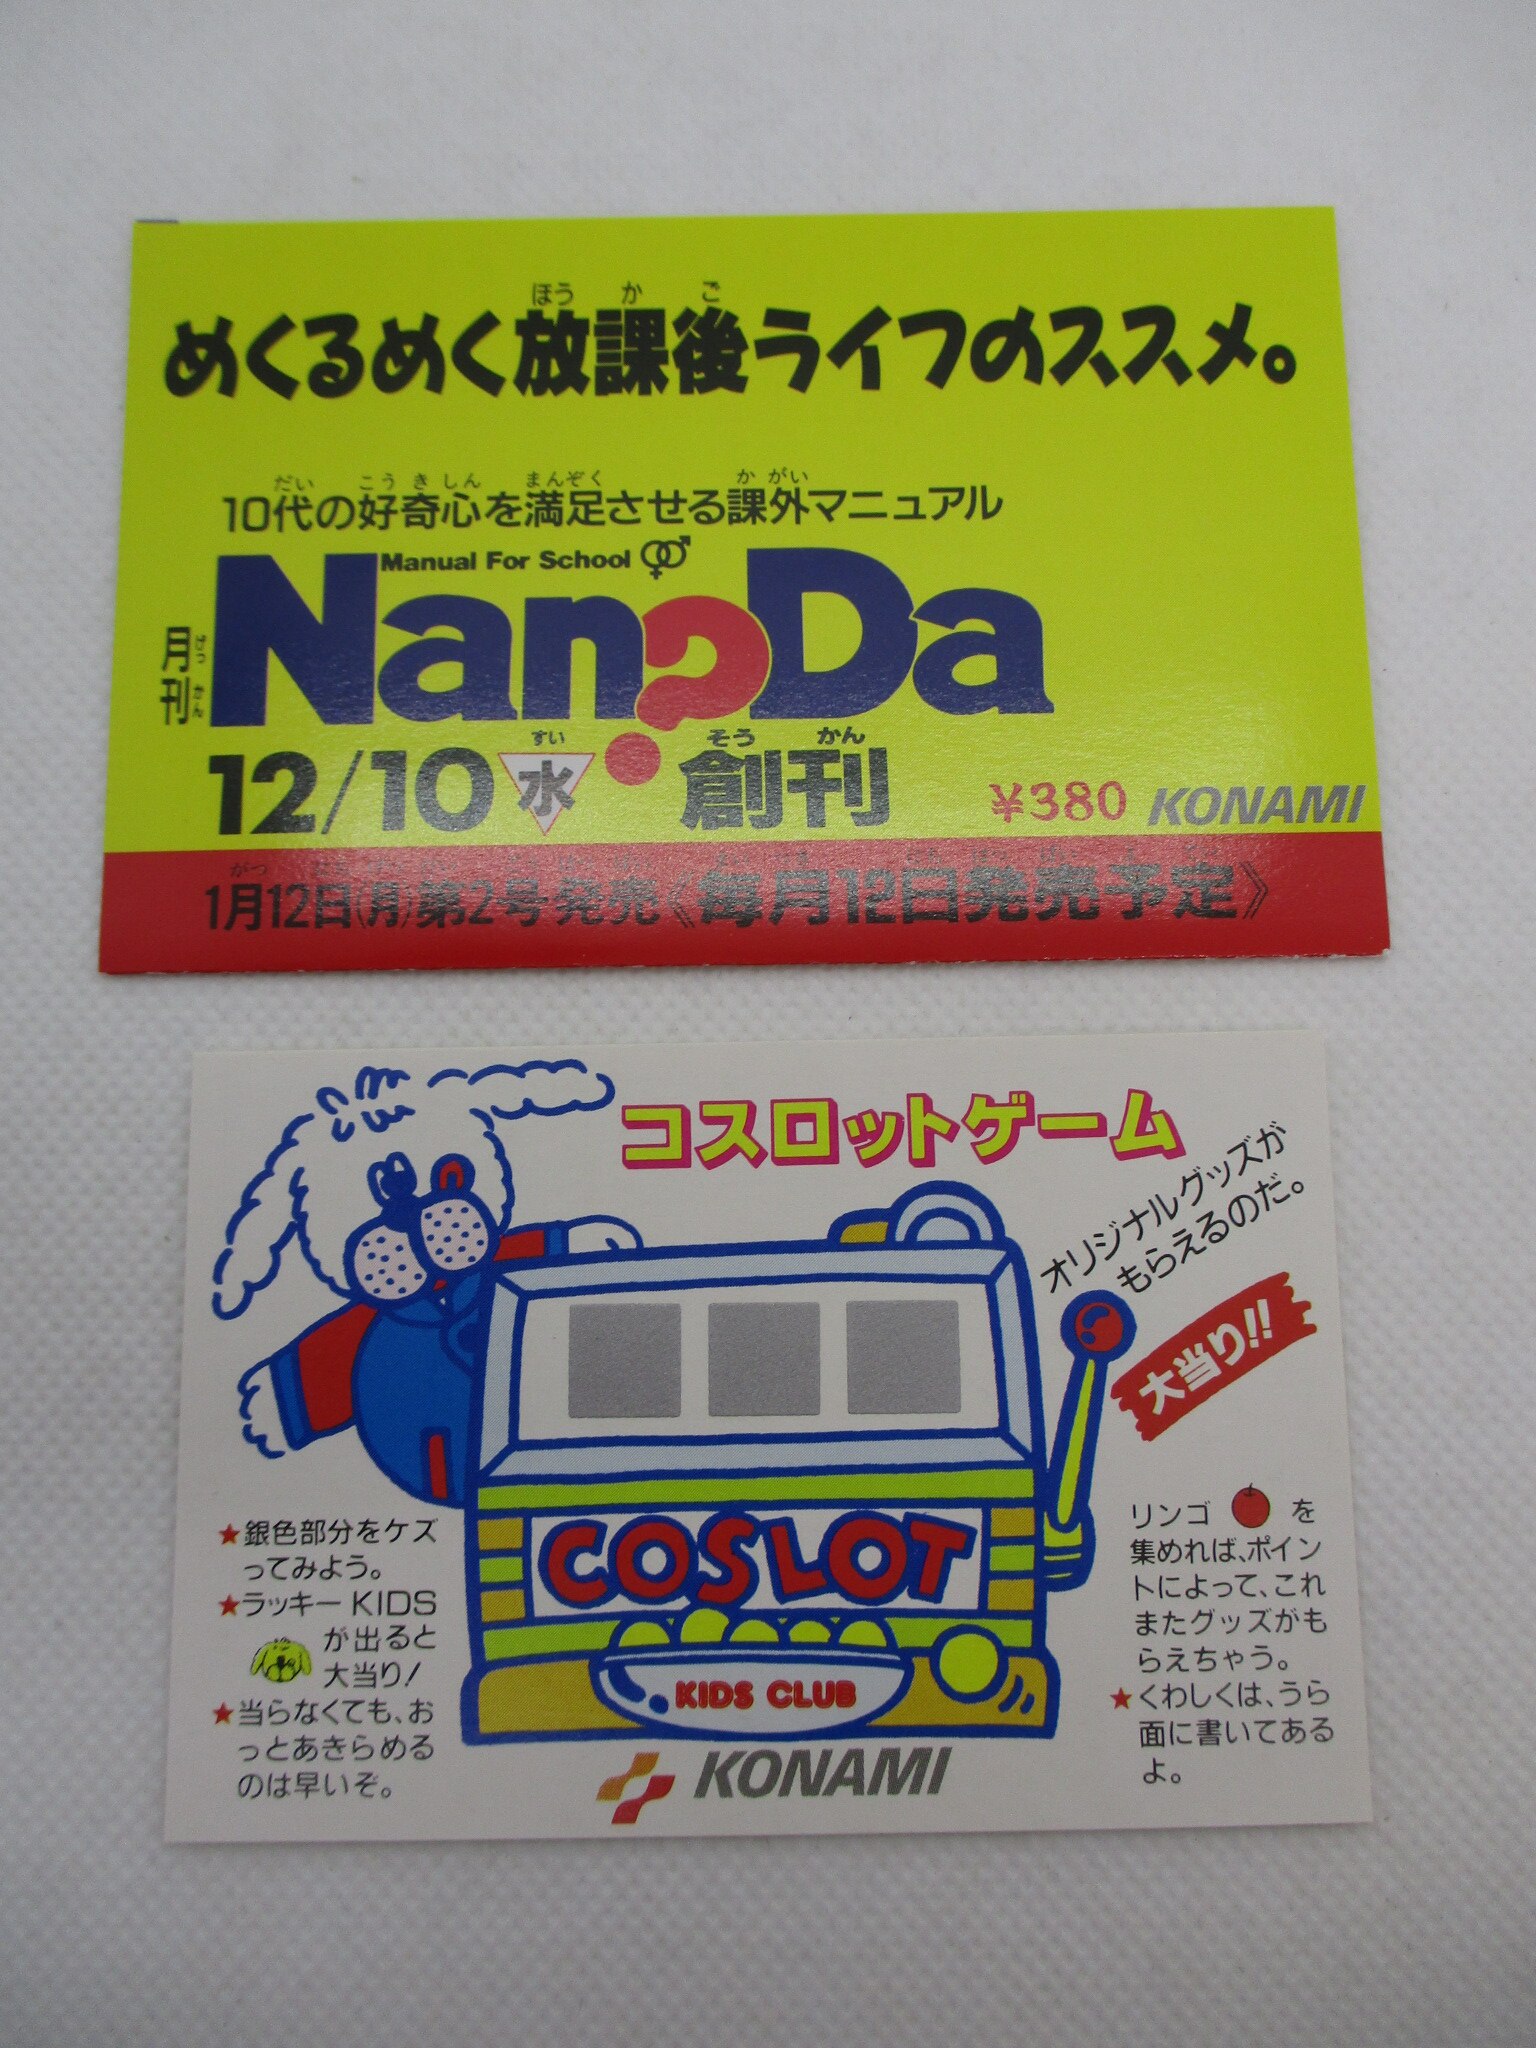 めくるめく放課後ライフのススメ。
ほうかご
10代の好奇心を満足させる課外マニュアル
だい こうきしん まんぞく かがい
Manual For School
月刊
NanDa?
12/10 水 創刊
すい そうかん
¥380 KONAMI
1月12日(月)第2号発売《毎月12日発売予定》
コスロットゲーム
オリジナルグッズが
もらえるのだ。
大当り!!
COSLOT
KIDS CLUB
★銀色部分をケズ
ってみよう。
★ラッキーKIDS
が出ると
大当り!
★当らなくても、お
っとあきらめる
のは早いぞ。
リンゴ を
集めれば、ポイン
トによって、これ
またグッズがも
らえちゃう。
★くわしくは、うら
面に書いてある
よ。
KONAMI